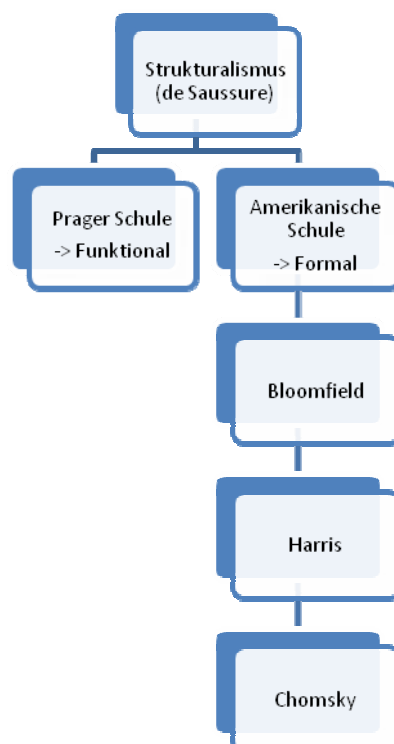 Strukturalismus
(de Saussure)
Prager Schule
-> Funktional
Amerikanische
Schule
-> Formal
Bloomfield
Harris
Chomsky